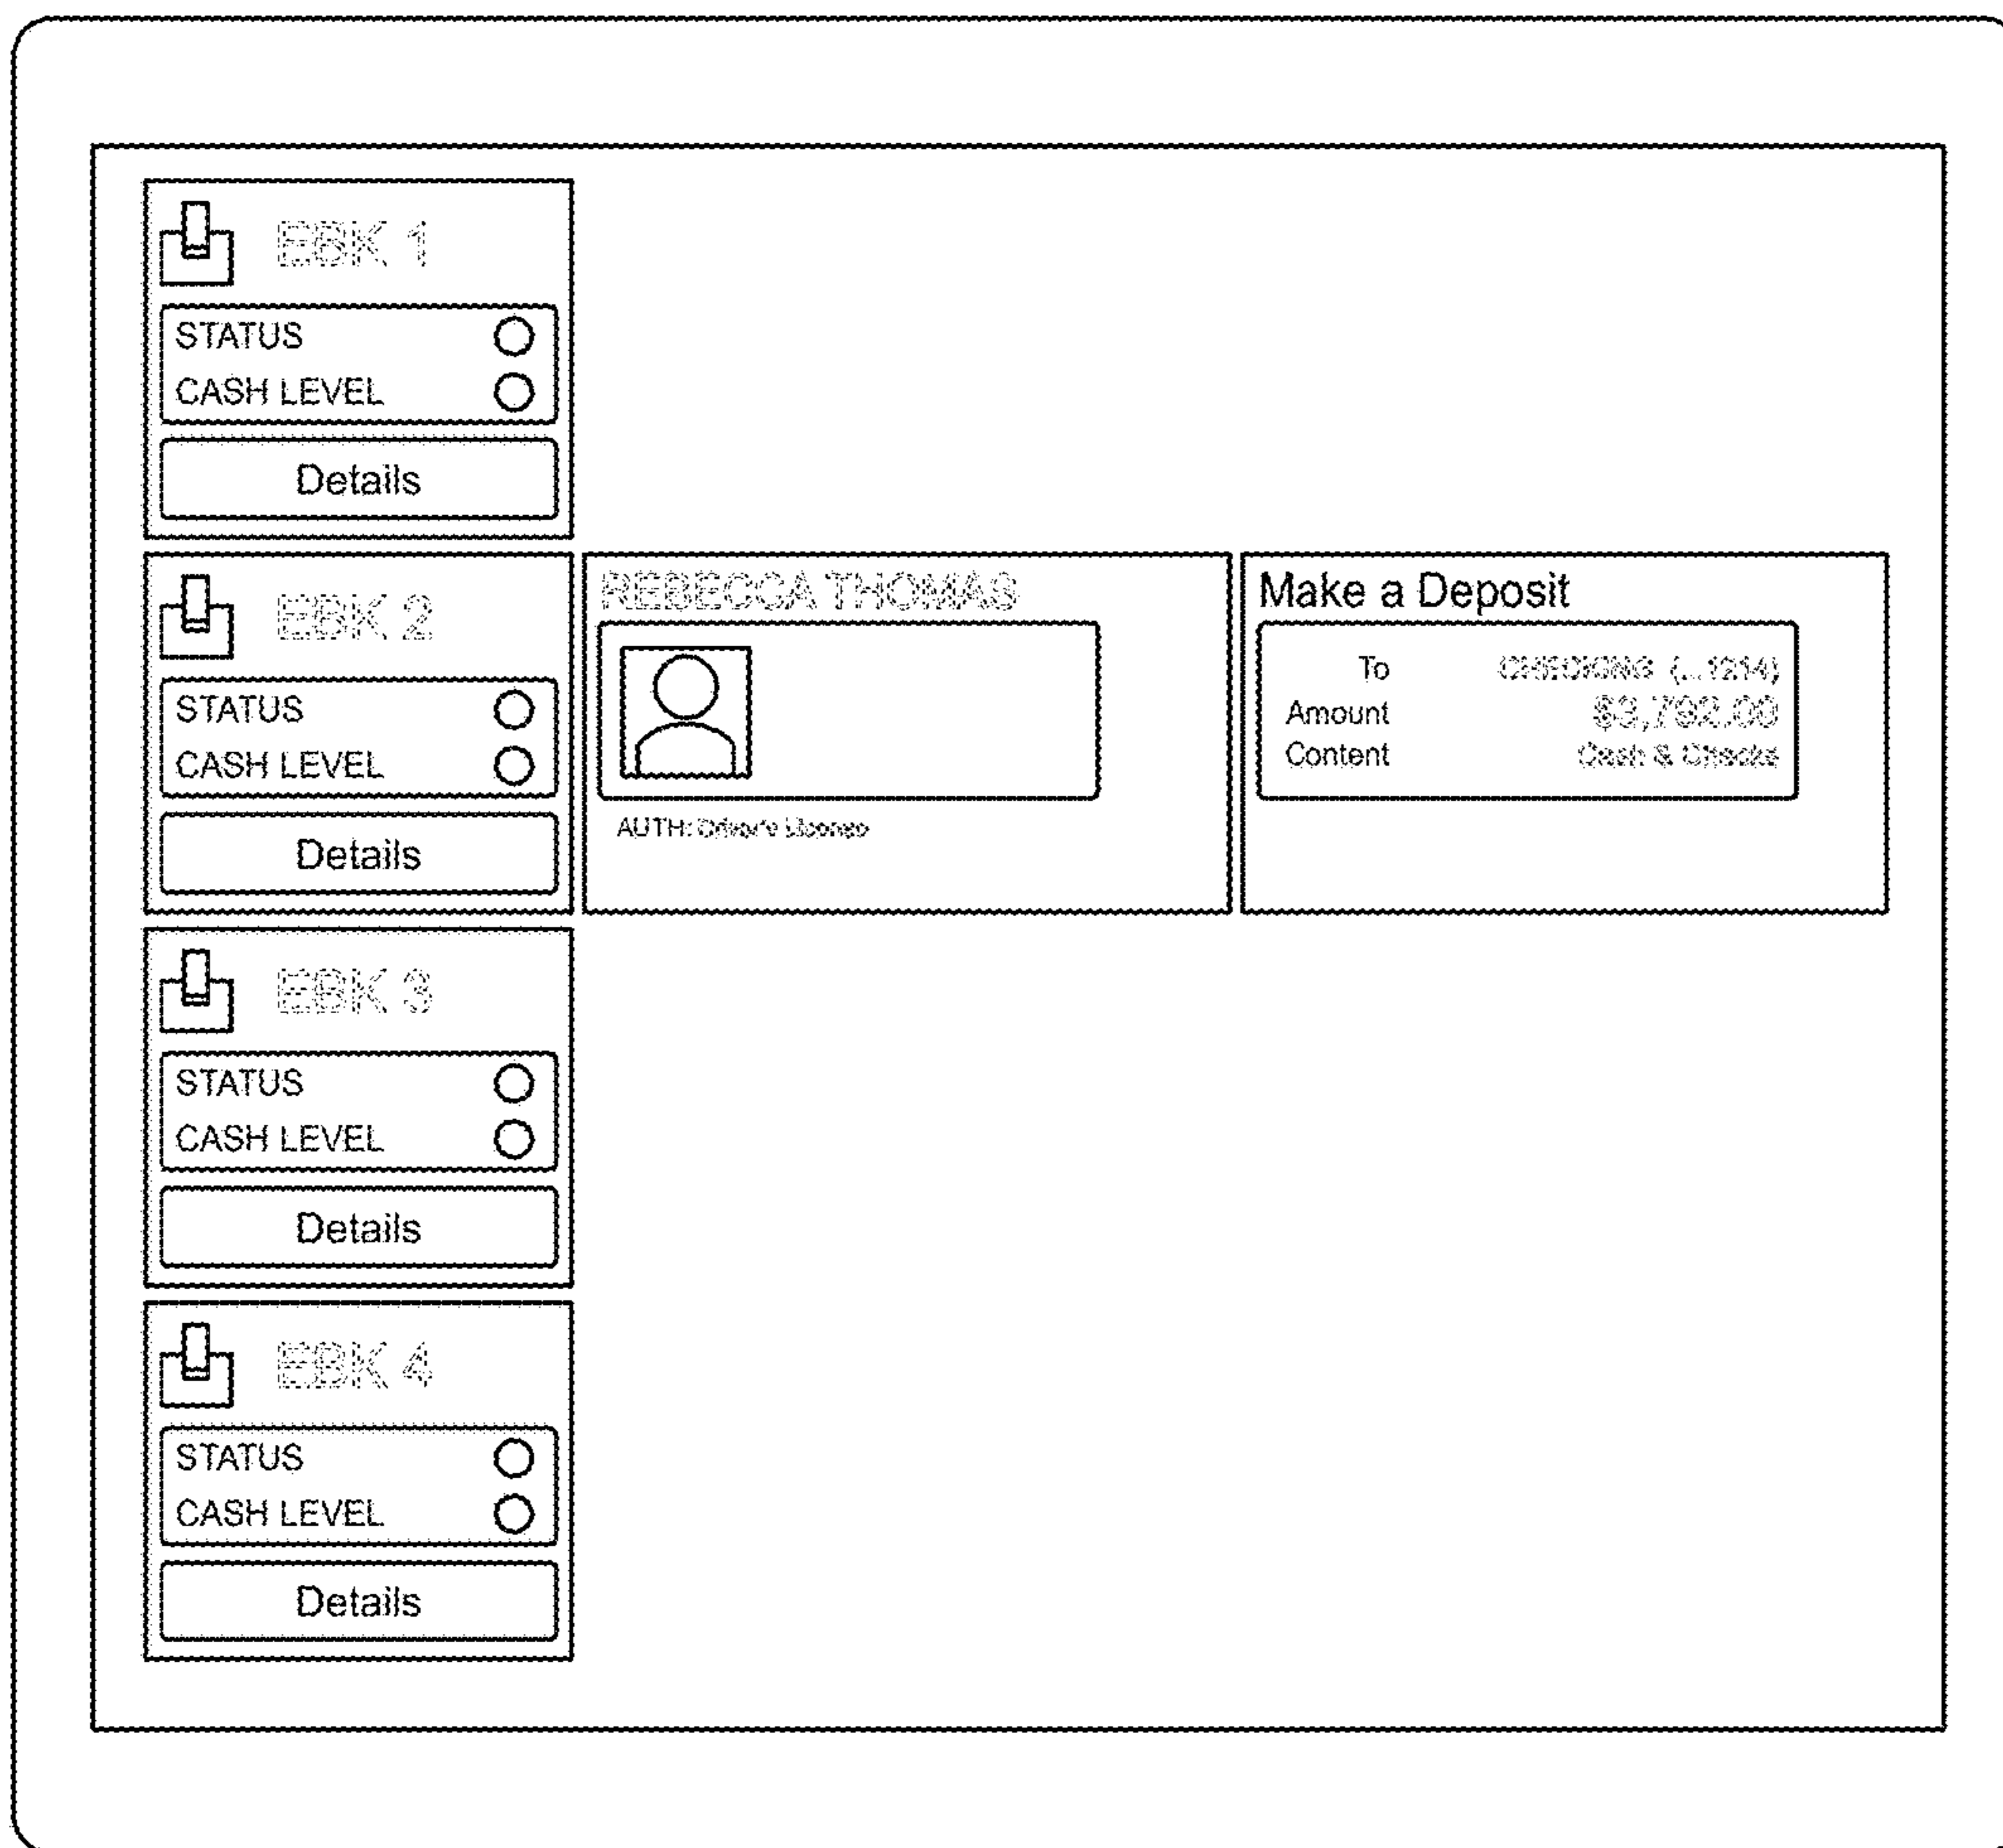 EBK 1
STATUS
CASH LEVEL
Details
EBK 2
STATUS
CASH LEVEL
Details
REBECCA THOMAS
AUTH: Driver's License
Make a Deposit
To CHECKING (...1214)
Amount $3,792.00
Content Cash & Checks
EBK 3
STATUS
CASH LEVEL
Details
EBK 4
STATUS
CASH LEVEL
Details